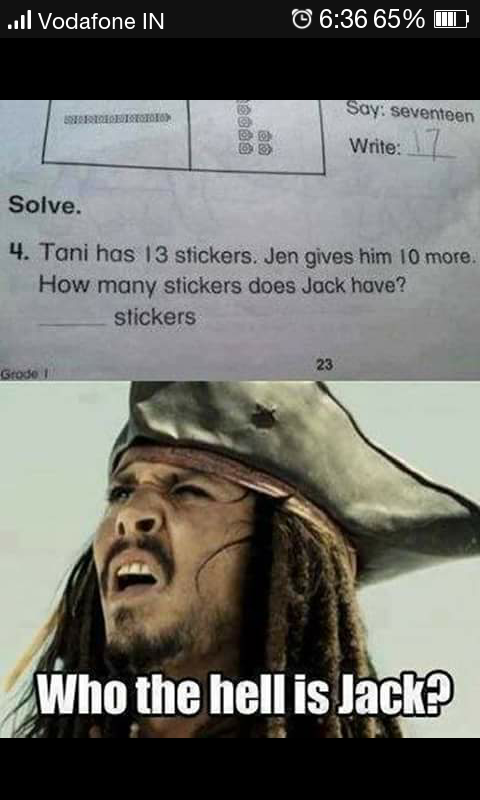 Vodafone IN 6:36 65%
Say: seventeen
Write: 17
Solve.
4. Tani has 13 stickers. Jen gives him 10 more.
How many stickers does Jack have?
______ stickers
23
Grade 1
Who the hell is Jack?